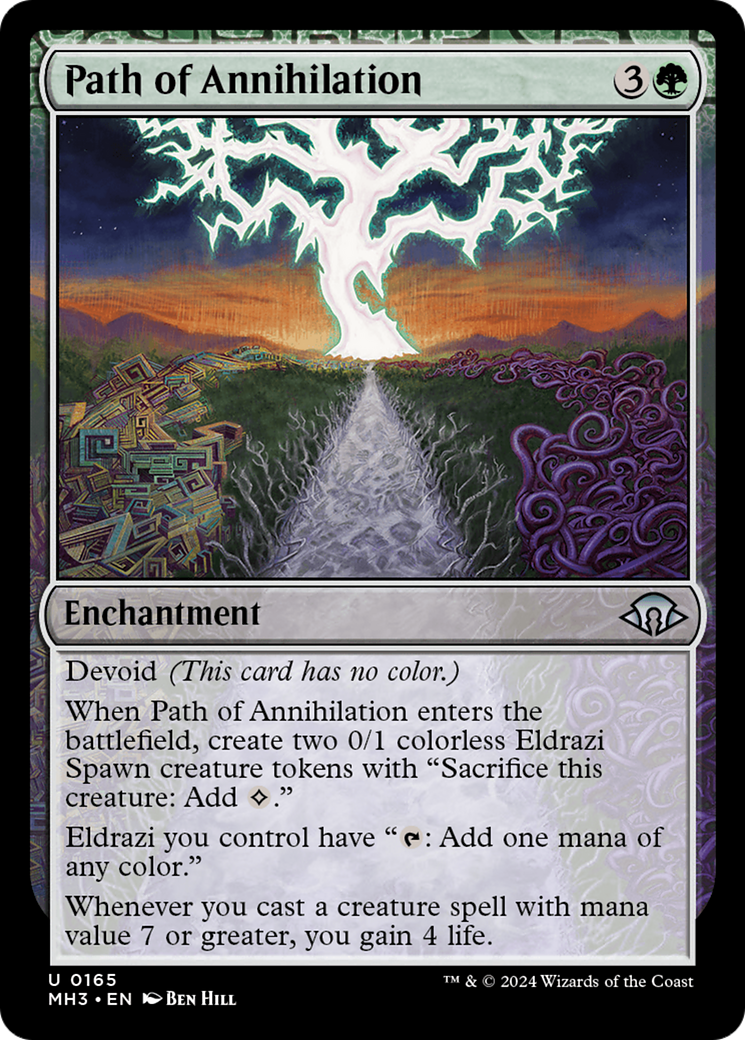 Path of Annihilation 3
Enchantment
Devoid (This card has no color.)
When Path of Annihilation enters the
battlefield, create two 0/1 colorless Eldrazi
Spawn creature tokens with “Sacrifice this
creature: Add .”
Eldrazi you control have “: Add one mana of
any color.”
Whenever you cast a creature spell with mana
value 7 or greater, you gain 4 life.
U 0165 ™ & © 2024 Wizards of the Coast
MH3 • EN Ben Hill